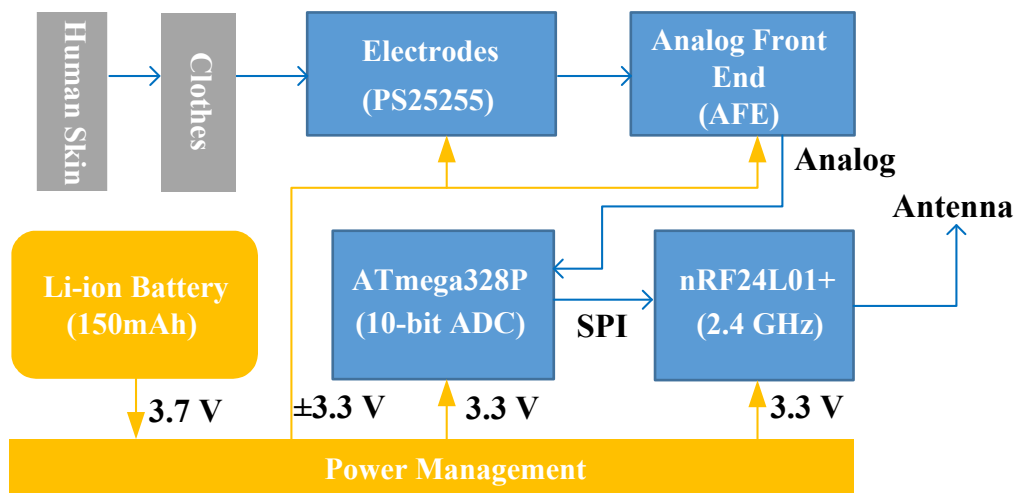 Human Skin
Clothes
Electrodes
(PS25255)
Analog Front
End
(AFE)
Analog
Antenna
Li-ion Battery
(150mAh)
ATmega328P
(10-bit ADC)
SPI
nRF24L01+
(2.4 GHz)
3.7 V
±3.3 V
3.3 V
3.3 V
Power Management